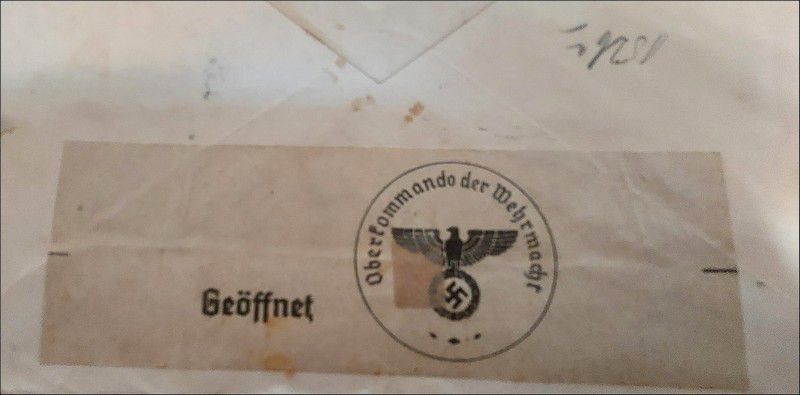 Oberkommando der Wehrmacht
Geöffnet